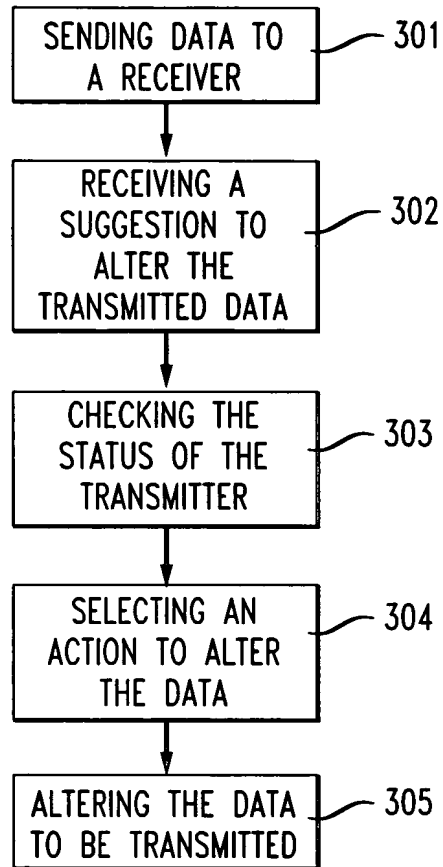 SENDING DATA TO
A RECEIVER
301
RECEIVING A
SUGGESTION TO
ALTER THE
TRANSMITTED DATA
302
CHECKING THE
STATUS OF THE
TRANSMITTER
303
SELECTING AN
ACTION TO ALTER
THE DATA
304
ALTERING THE DATA
TO BE TRANSMITTED
305